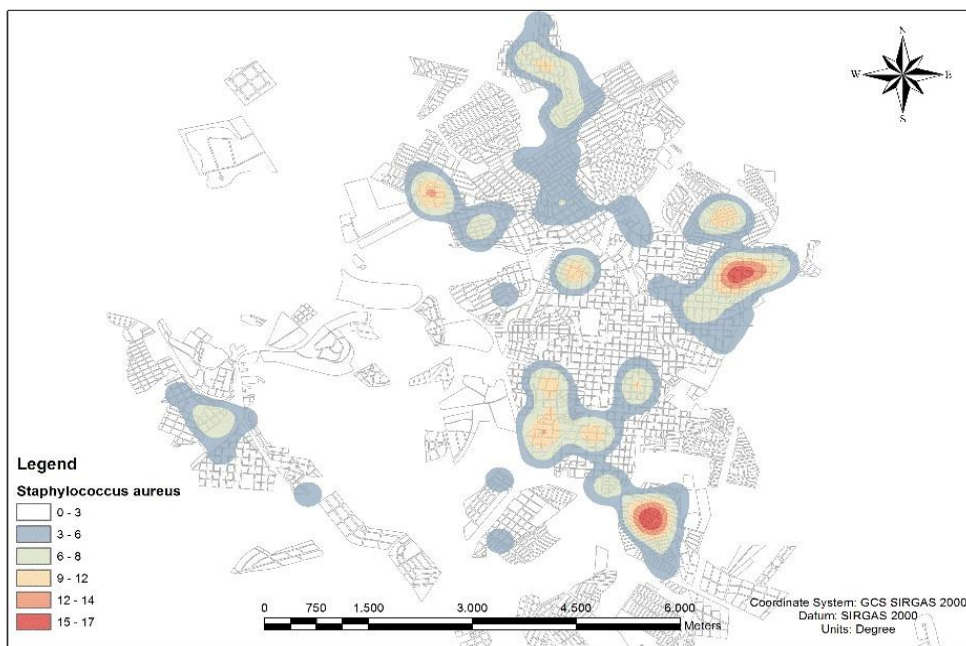 N
W E
S
Legend
Staphylococcus aureus
0 - 3
3 - 6
6 - 8
9 - 12
12 - 14
15 - 17
0 750 1.500 3.000 4.500 6.000
Meters
Coordinate System: GCS SIRGAS 2000
Datum: SIRGAS 2000
Units: Degree